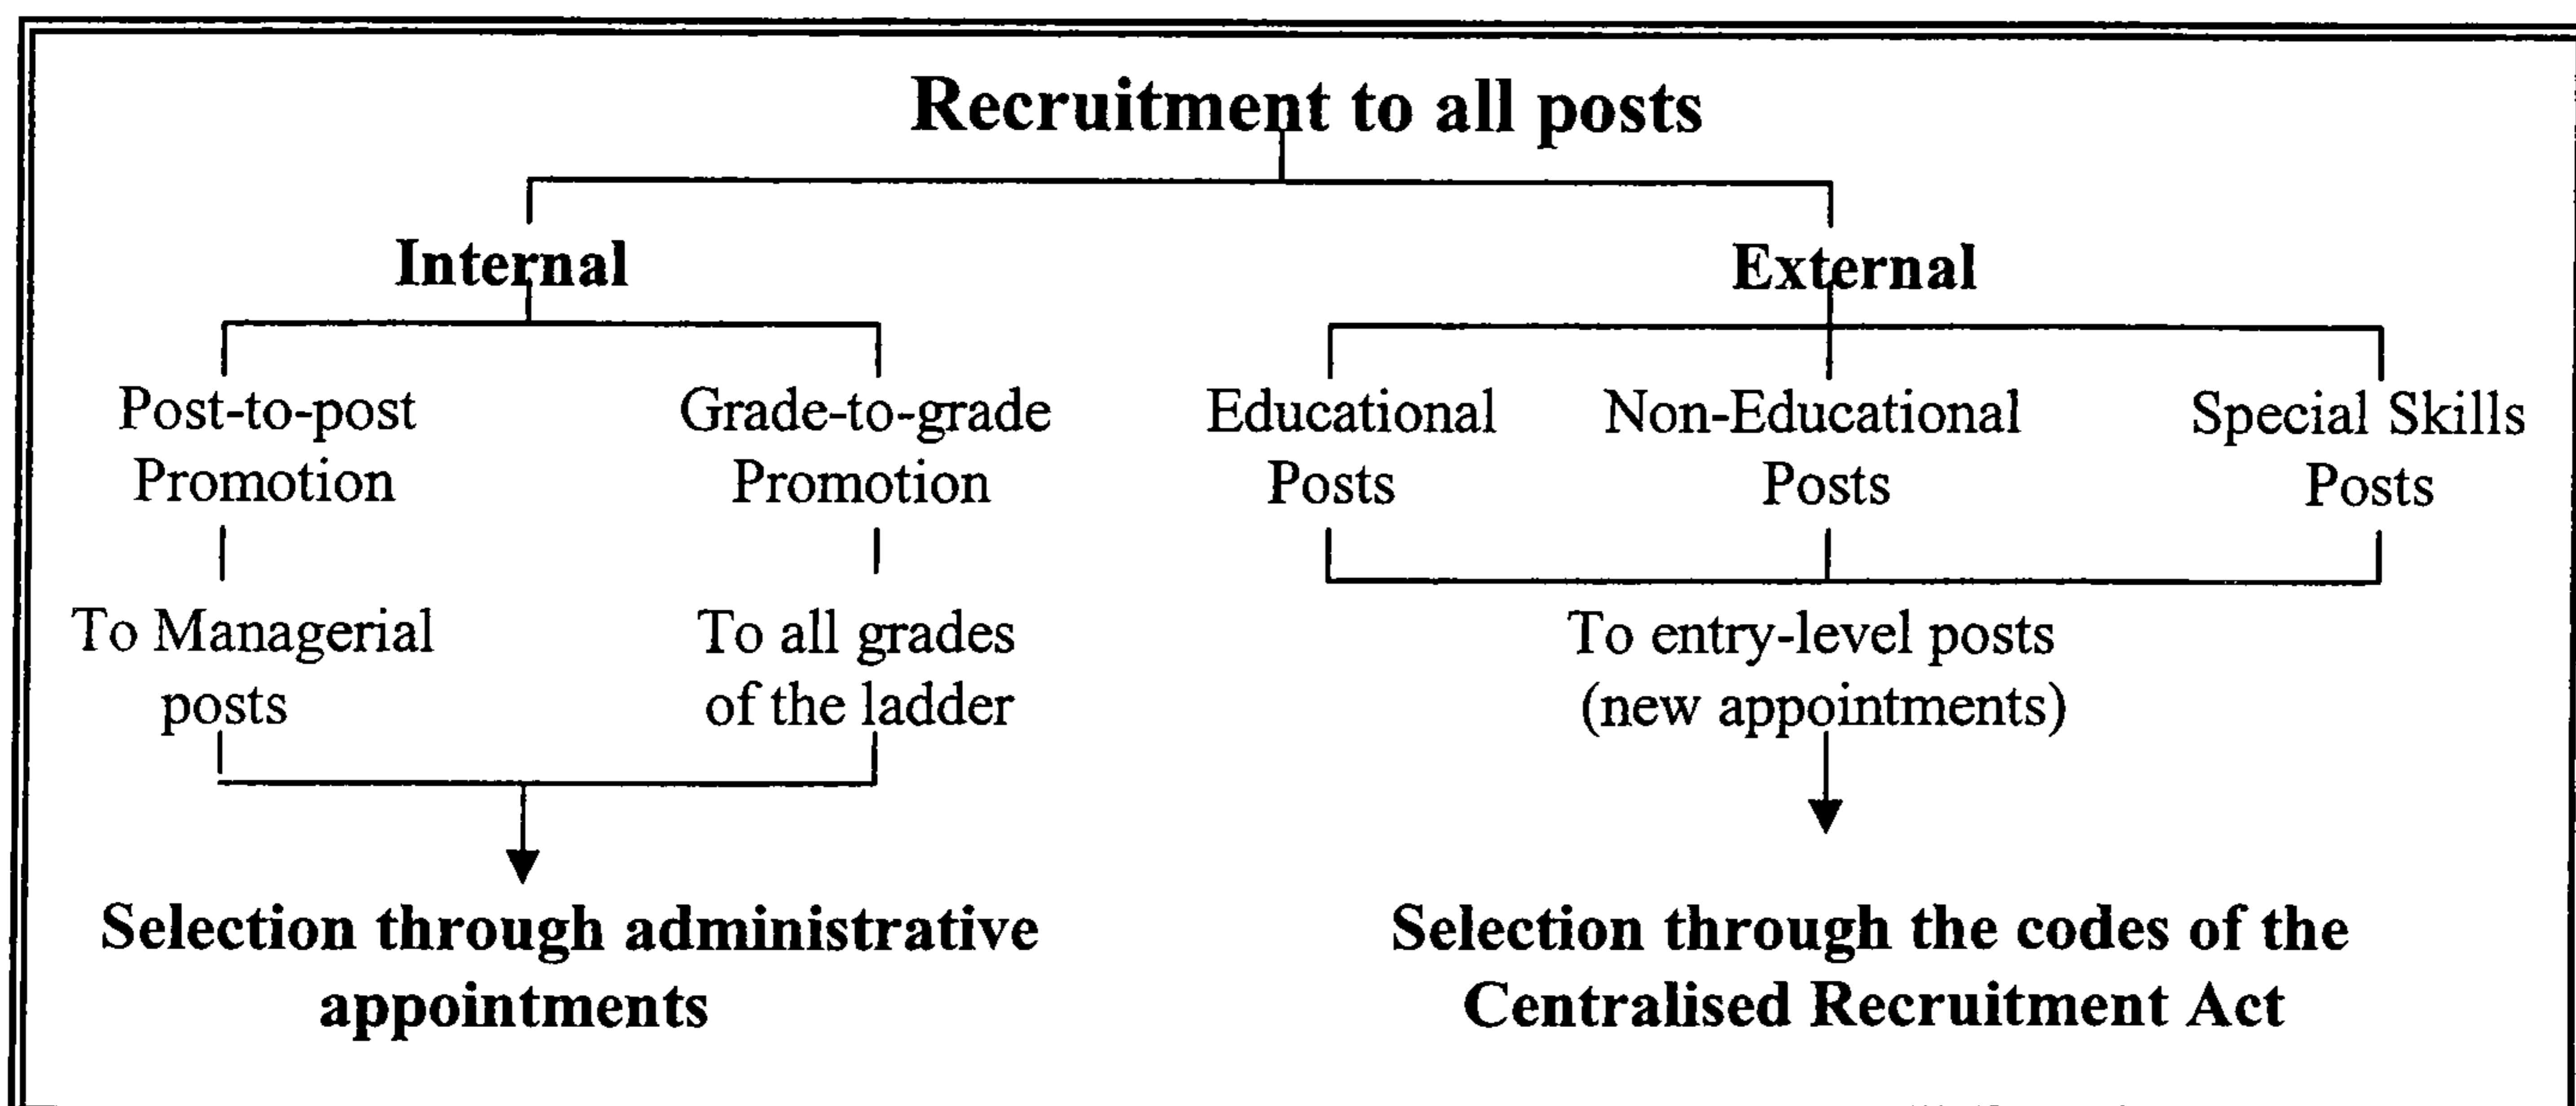 Recruitment to all posts
Internal
External
Post-to-post
Promotion
Grade-to-grade
Promotion
Educational
Posts
Non-Educational
Posts
Special Skills
Posts
To Managerial
posts
To all grades
of the ladder
To entry-level posts
(new appointments)
Selection through administrative
appointments
Selection through the codes of the
Centralised Recruitment Act